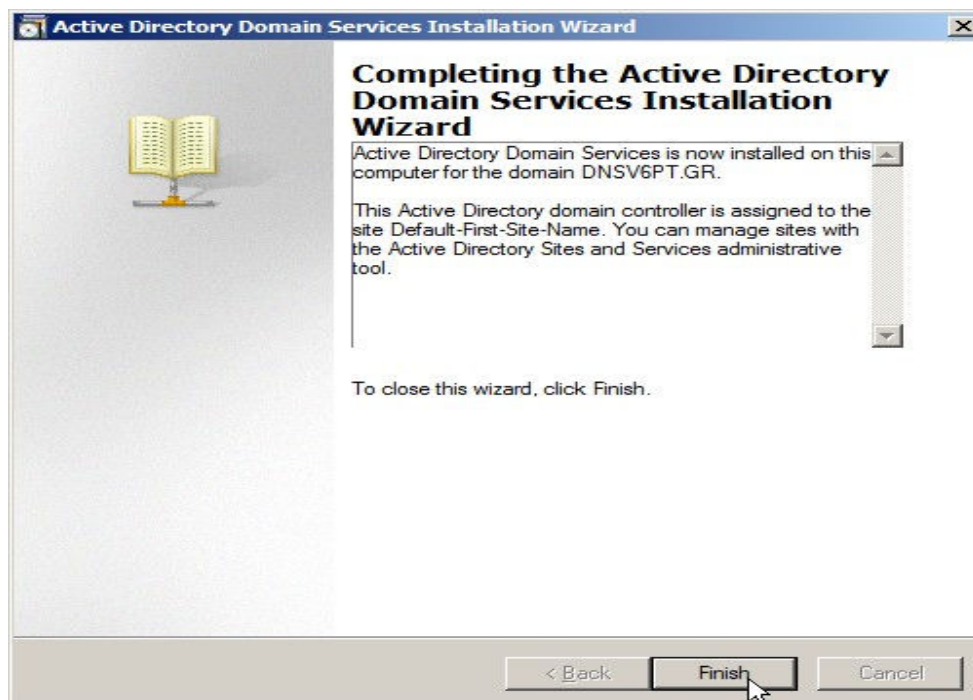 Active Directory Domain Services Installation Wizard
Completing the Active Directory
Domain Services Installation
Wizard
Active Directory Domain Services is now installed on this
computer for the domain DNSV6PT.GR.
This Active Directory domain controller is assigned to the
site Default-First-Site-Name. You can manage sites with
the Active Directory Sites and Services administrative
tool.
To close this wizard, click Finish.
< Back
Finish
Cancel